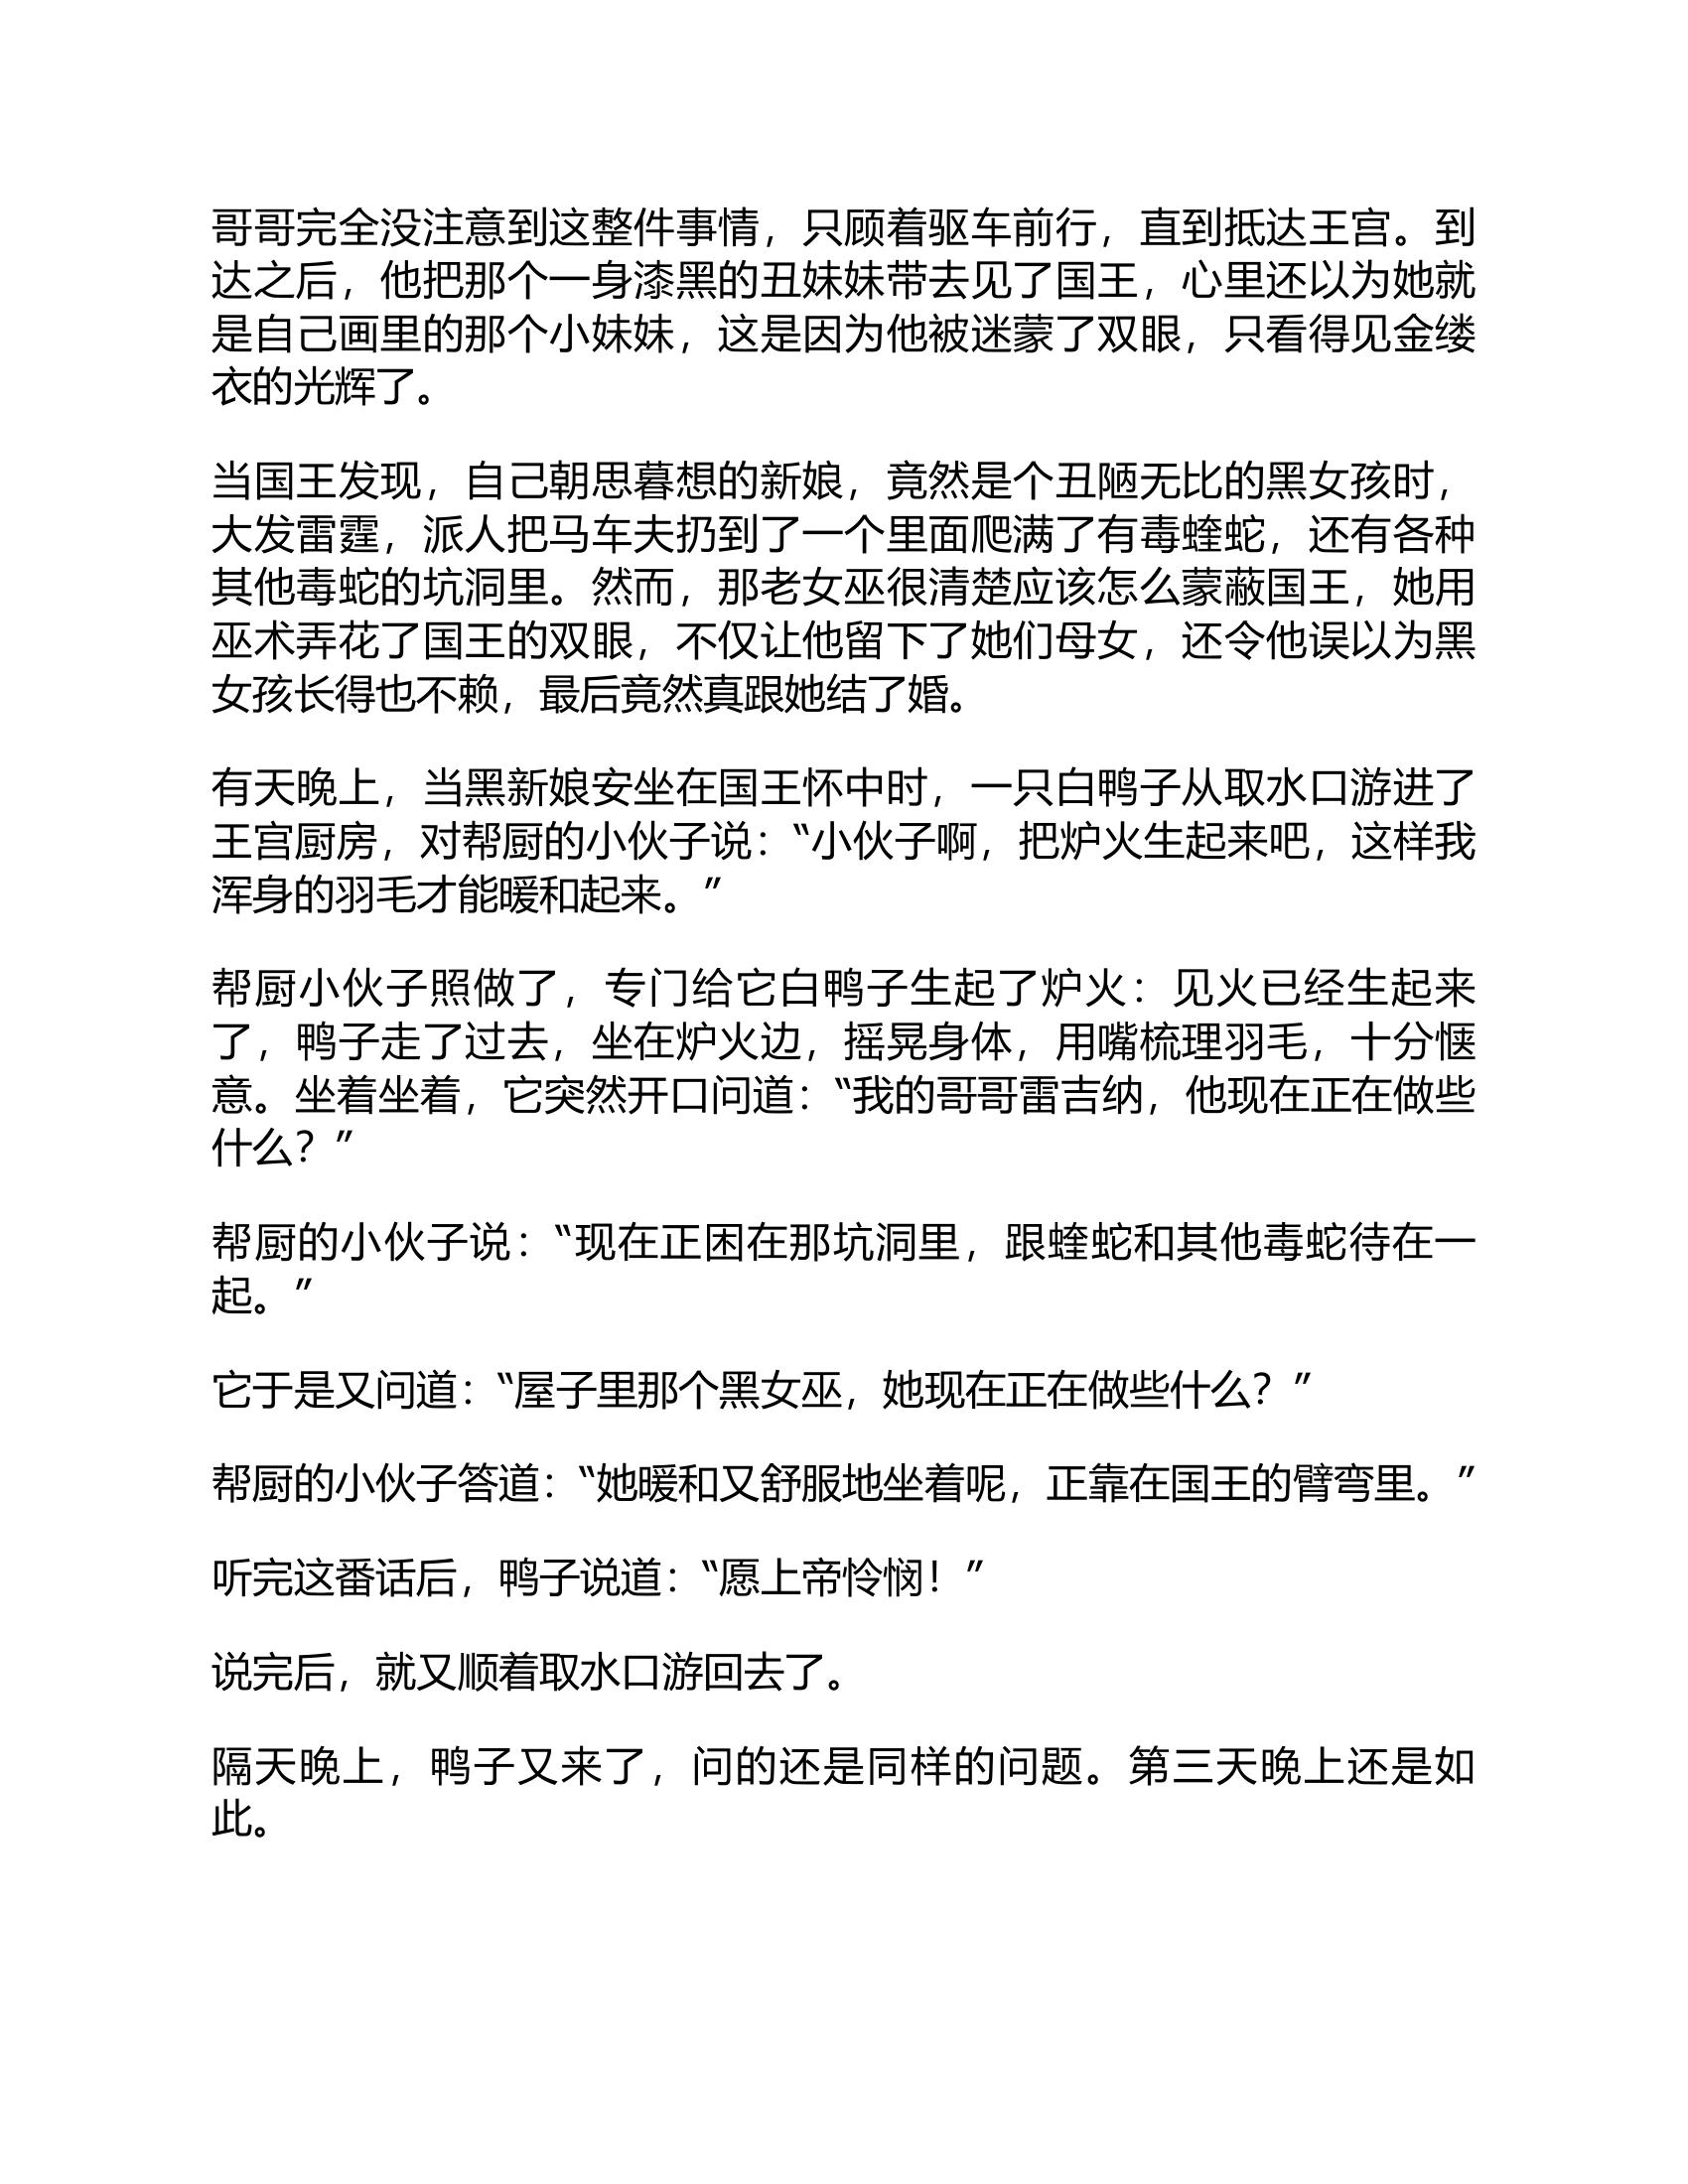 哥哥完全没注意到这整件事情，只顾着驱车前行，直到抵达王宫。到
达之后，他把那个一身漆黑的丑妹妹带去见了国王，心里还以为她就
是自己画里的那个小妹妹，这是因为他被迷蒙了双眼，只看得见金缕
衣的光辉了。
当国王发现，自己朝思暮想的新娘，竟然是个丑陋无比的黑女孩时，
大发雷霆，派人把马车夫扔到了一个里面爬满了有毒蝰蛇，还有各种
其他毒蛇的坑洞里。然而，那老女巫很清楚应该怎么蒙蔽国王，她用
巫术弄花了国王的双眼，不仅让他留下了她们母女，还令他误以为黑
女孩长得也不赖，最后竟然真跟她结了婚。
有天晚上，当黑新娘安坐在国王怀中时，一只白鸭子从取水口游进了
王宫厨房，对帮厨的小伙子说：“小伙子啊，把炉火生起来吧，这样我
浑身的羽毛才能暖和起来。”
帮厨小伙子照做了，专门给它白鸭子生起了炉火：见火已经生起来
了，鸭子走了过去，坐在炉火边，摇晃身体，用嘴梳理羽毛，十分惬
意。坐着坐着，它突然开口问道：“我的哥哥雷吉纳，他现在正在做些
什么？”
帮厨的小伙子说：“现在正困在那坑洞里，跟蝰蛇和其他毒蛇待在一
起。”
它于是又问道：“屋子里那个黑女巫，她现在正在做些什么？”
帮厨的小伙子答道：“她暖和又舒服地坐着呢，正靠在国王的臂弯里。”
听完这番话后，鸭子说道：“愿上帝怜悯！”
说完后，就又顺着取水口游回去了。
隔天晚上，鸭子又来了，问的还是同样的问题。第三天晚上还是如
此。